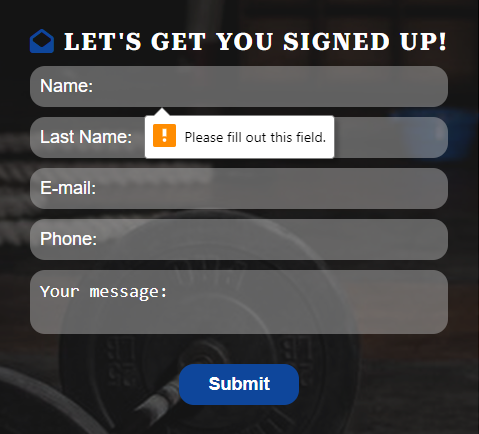 LET'S GET YOU SIGNED UP!
Name:
Please fill out this field.
Last Name:
E-mail:
Phone:
Your message:
Submit